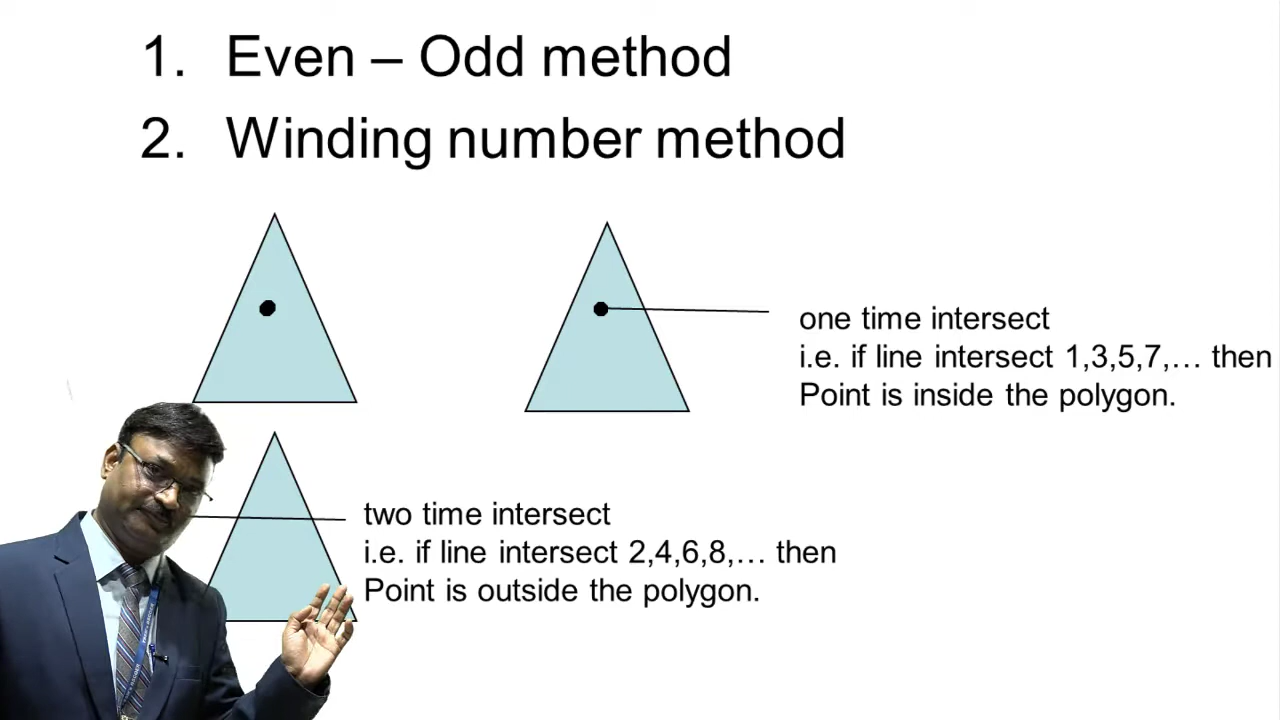 1. Even – Odd method
2. Winding number method
one time intersect
i.e. if line intersect 1,3,5,7,… then
Point is inside the polygon.
two time intersect
i.e. if line intersect 2,4,6,8,… then
Point is outside the polygon.